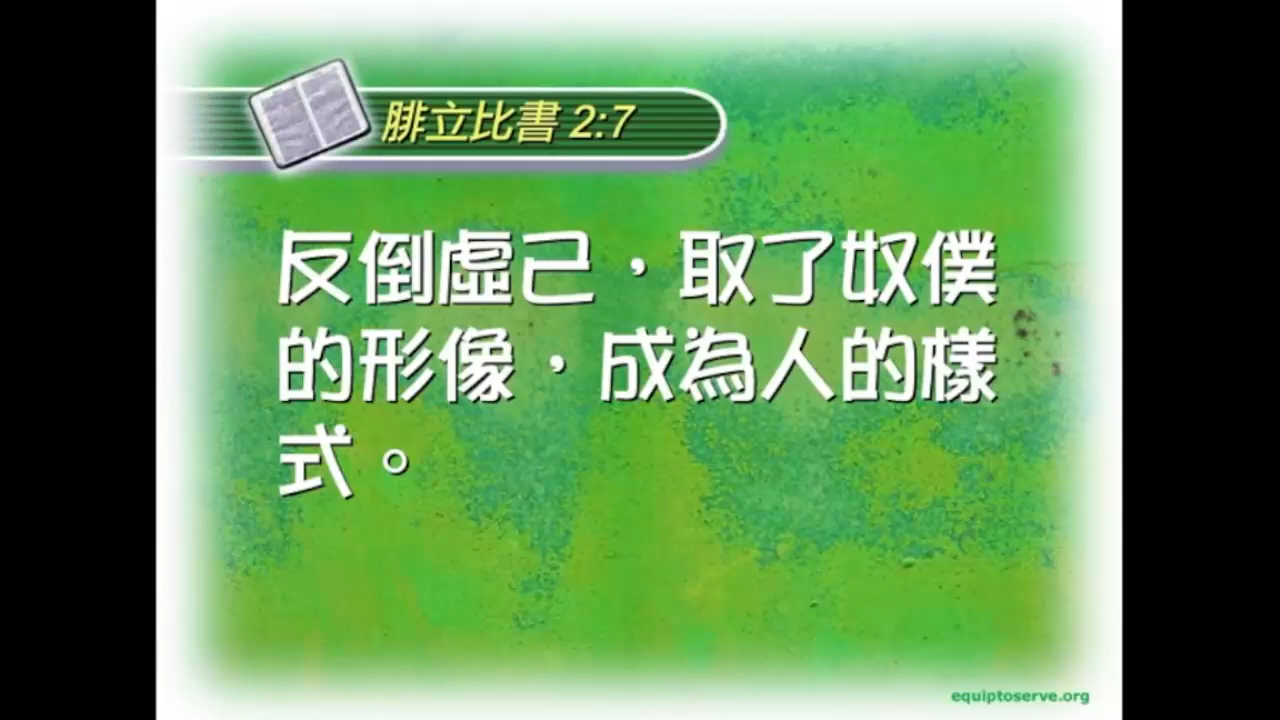 腓立比書 2:7
反倒虛己，取了奴僕
的形像，成為人的樣
式。
equiptoserve.org